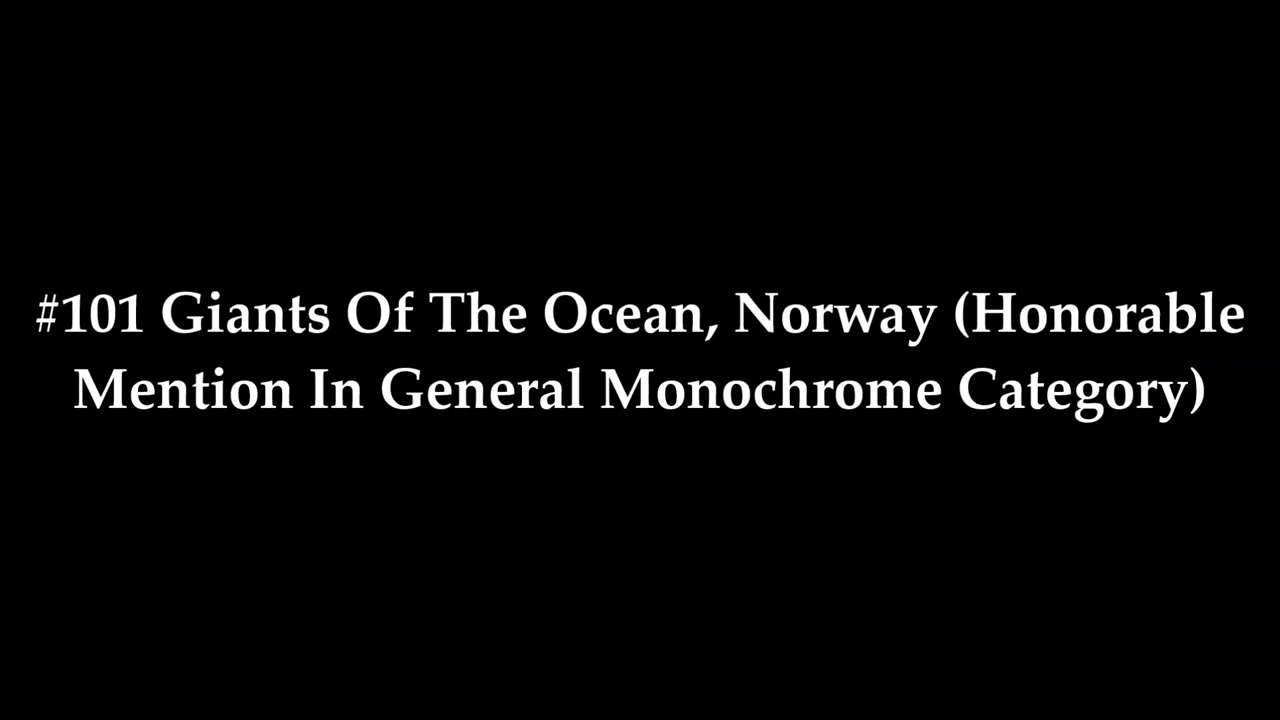 #101 Giants Of The Ocean, Norway (Honorable
Mention In General Monochrome Category)